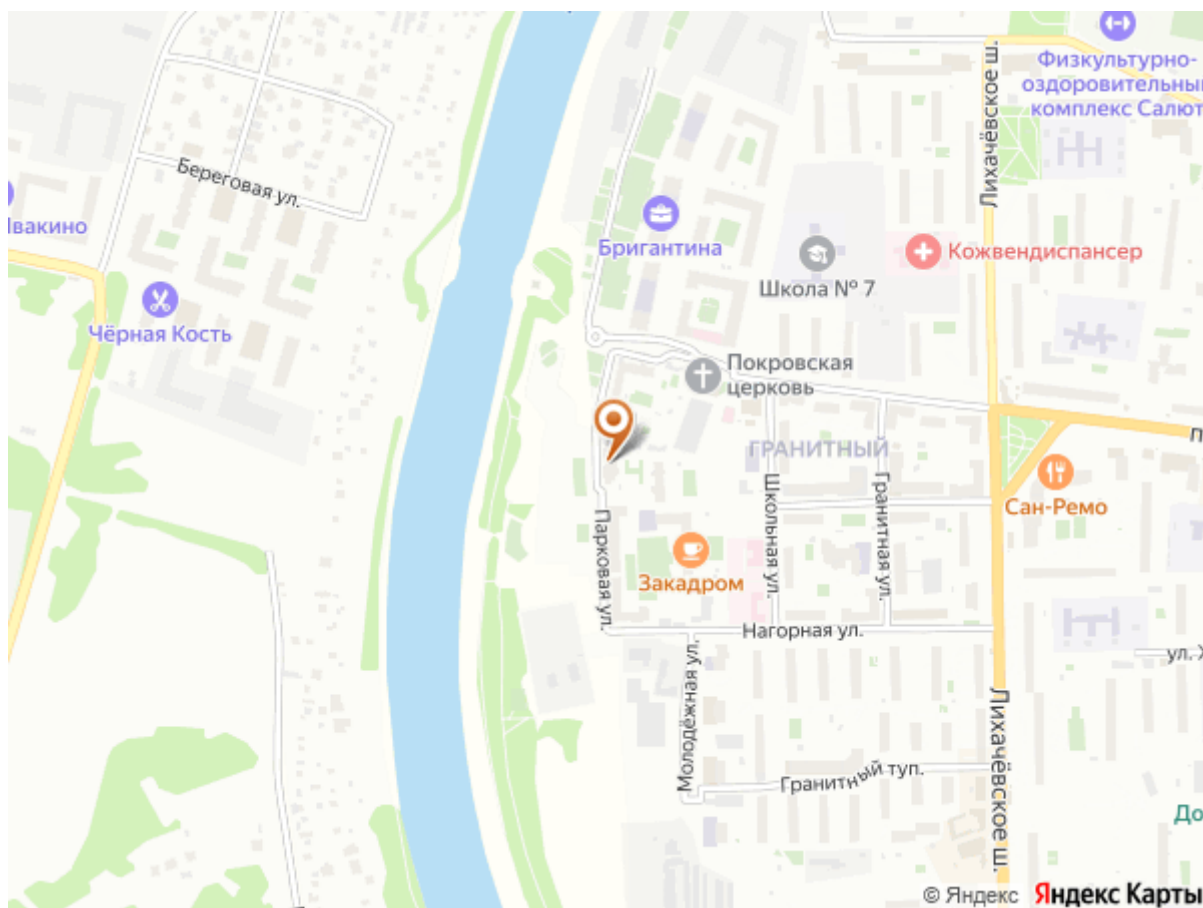 Физкультурно-
оздоровительный
комплекс Салют
Лихачёвское ш.
Береговая ул.
Ивакино
Бригантина
Кожвендиспансер
Школа № 7
Чёрная Кость
Покровская
церковь
ГРАНИТНЫЙ
П
Сан-Ремо
Школьная ул.
Гранитная ул.
Парковая ул.
Закадром
Нагорная ул.
ул. Х
Молодёжная ул.
Лихачёвское ш.
Гранитный туп.
До
© Яндекс Яндекс Карты